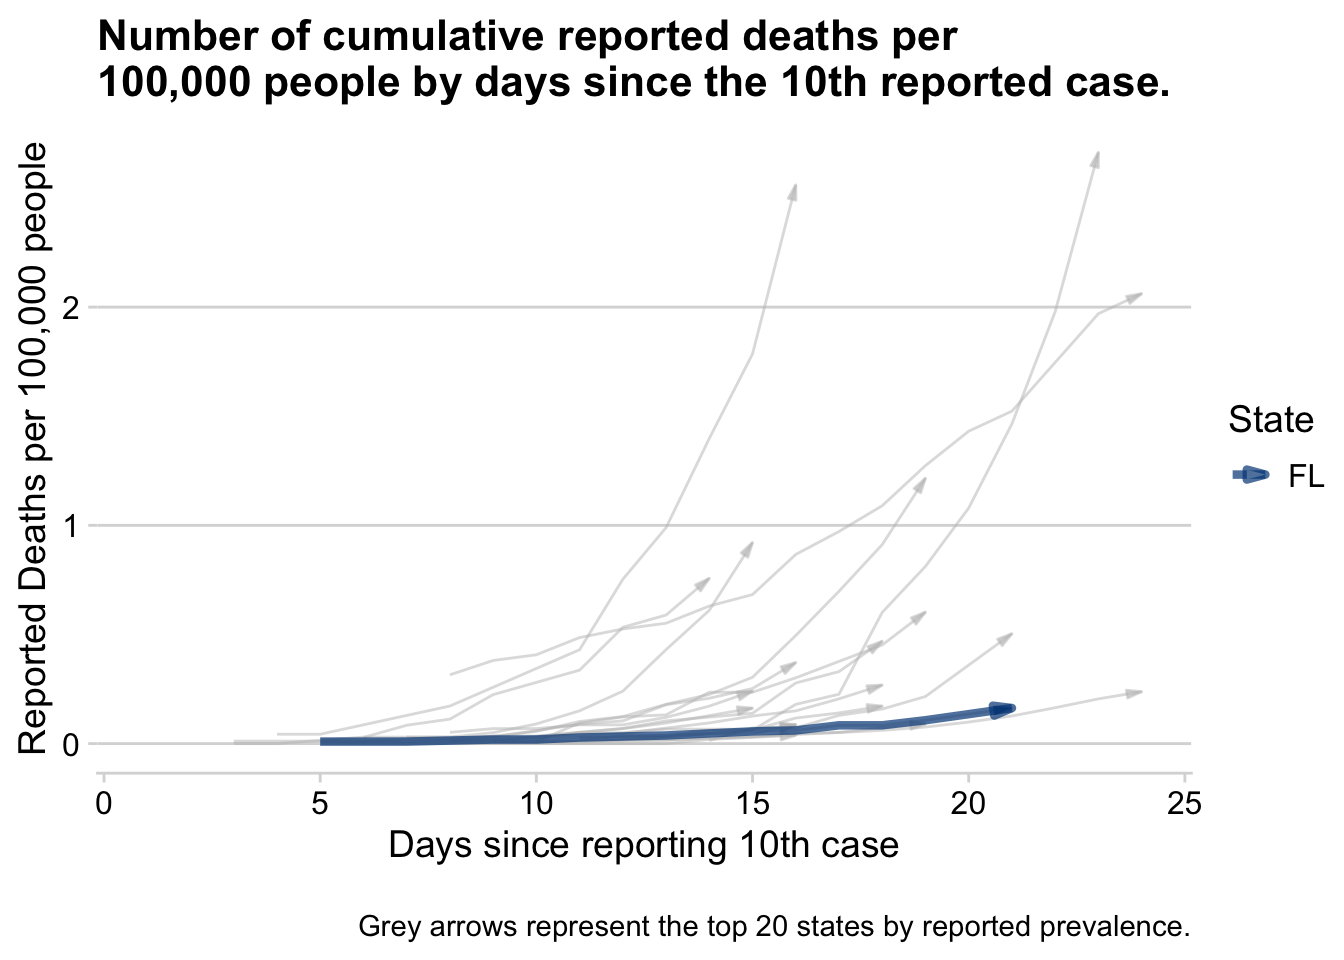 Number of cumulative reported deaths per
100,000 people by days since the 10th reported case.
Reported Deaths per 100,000 people
2
1
0
0 5 10 15 20 25
Days since reporting 10th case
State
FL
Grey arrows represent the top 20 states by reported prevalence.